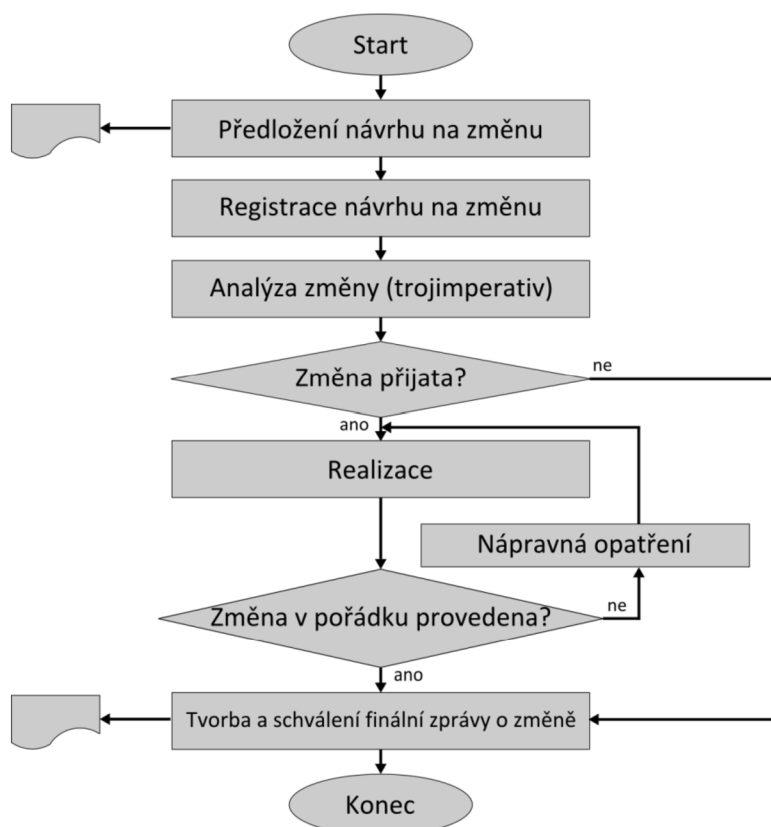 Start
Předložení návrhu na změnu
Registrace návrhu na změnu
Analýza změny (trojimperativ)
Změna přijata?
ne
ano
Realizace
Nápravná opatření
Změna v pořádku provedena?
ne
ano
Tvorba a schválení finální zprávy o změně
Konec